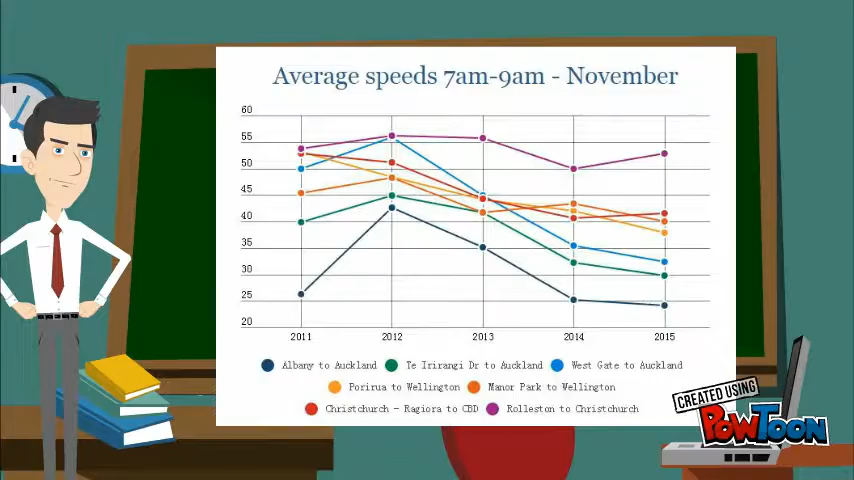 Average speeds 7am-9am - November
60
55
50
45
40
35
30
25
20
2011 2012 2013 2014 2015
Albany to Auckland Te Irirangi Dr to Auckland West Gate to Auckland
Porirua to Wellington Manor Park to Wellington
Christchurch - Ragiora to CBD Rolleston to Christchurch
CREATED USING
POWTOON